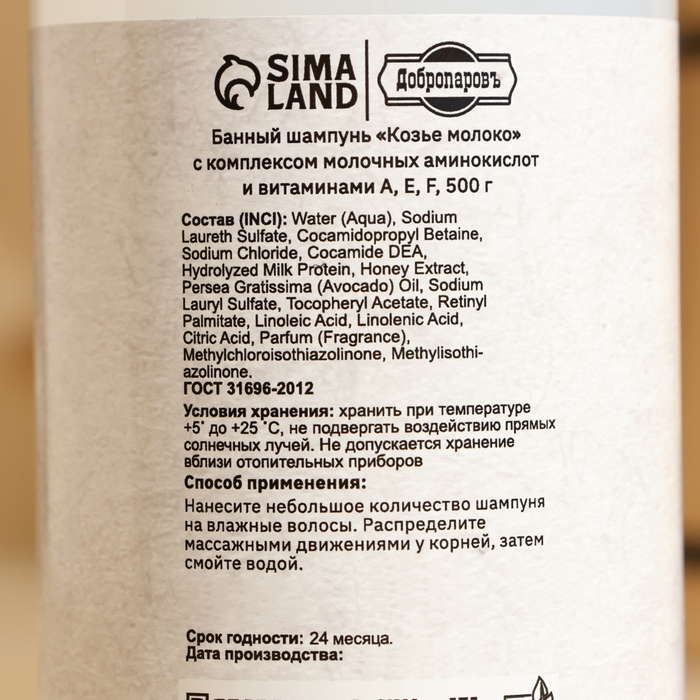 SIMA LAND
Добропаровъ
Банный шампунь «Козье молоко»
с комплексом молочных аминокислот
и витаминами А, Е, F, 500 г
Состав (INCI): Water (Aqua), Sodium
Laureth Sulfate, Cocamidopropyl Betaine,
Sodium Chloride, Cocamide DEA,
Hydrolyzed Milk Protein, Honey Extract,
Persea Gratissima (Avocado) Oil, Sodium
Lauryl Sulfate, Tocopheryl Acetate, Retinyl
Palmitate, Linoleic Acid, Linolenic Acid,
Citric Acid, Parfum (Fragrance),
Methylchloroisothiazolinone, Methylisothi-
azolinone.
ГОСТ 31696-2012
Условия хранения: хранить при температуре
+5˚ до +25 ˚С, не подвергать воздействию прямых
солнечных лучей. Не допускается хранение
вблизи отопительных приборов
Способ применения:
Нанесите небольшое количество шампуня
на влажные волосы. Распределите
массажными движениями у корней, затем
смойте водой.
Срок годности: 24 месяца.
Дата производства: